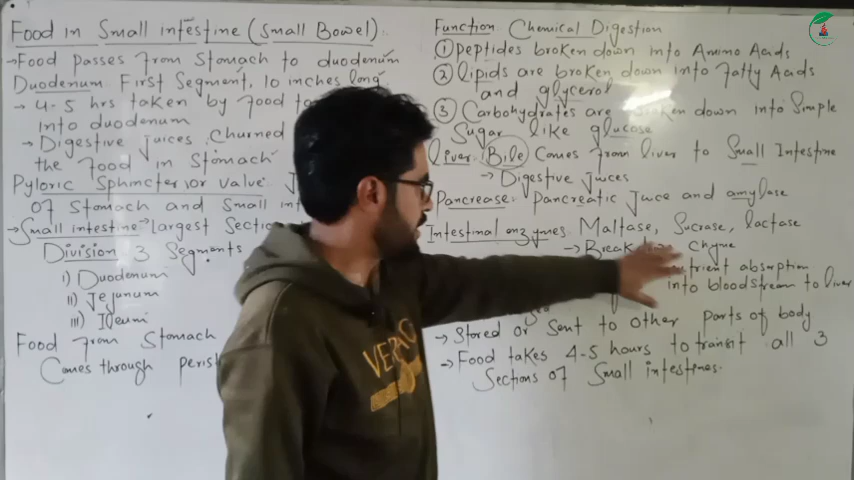 Food in Small intestine (Small Bowel)
→Food passes from Stomach to duodenum
Duodenum First Segment, 10 inches long
→ 4-5 hrs taken by food to
into duodenum
→ Digestive Juices Churned
the Food in Stomach
Pyloric Sphincter or Valve J
of Stomach and Small int
→Small intestine→largest Sectio
Division 3 Segments
i) Duodenum
ii) Jejunum
iii) Ileum
Food from Stomach
Comes through perist
Function Chemical Digestion
① Peptides broken down into Amino Acids
② lipids are broken down into Fatty Acids
and glycerol
③ Carbohydrates are broken down into Simple
Sugar like glucose
liver: Bile Comes from liver to Small Intestine
→ Digestive Juices
Pancrease: Pancreatic Juice and amylase
Intestinal enzymes Maltase, Sucrase, lactase
→ Break Chyme
nutrient absorption
into bloodstream to liver
→ Stored or Sent to Other parts of body
→ Food takes 4-5 hours to transit all 3
Sections of Small intestines.